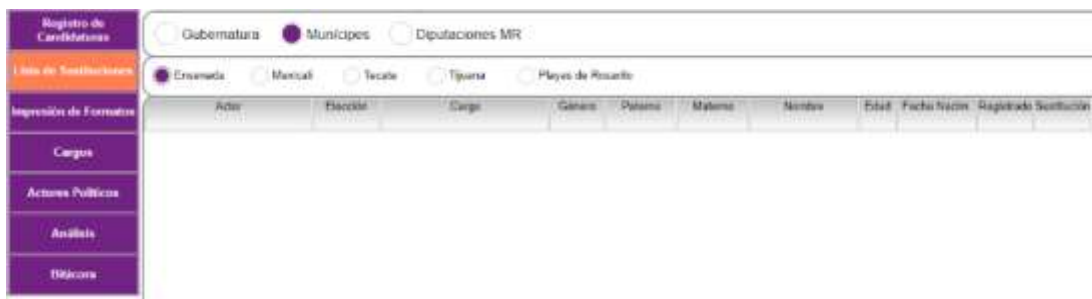 Registro de
Candidaturas
Lista de Sustituciones
Impresión de Formatos
Cargos
Actores Políticos
Análisis
Bitácora
Gubernatura Munícipes Diputaciones MR
Ensenada Mexicali Tecate Tijuana Playas de Rosarito
Actor Elección Cargo Género Paterno Materno Nombre Edad Fecha Nacim. Registrado Sustitución